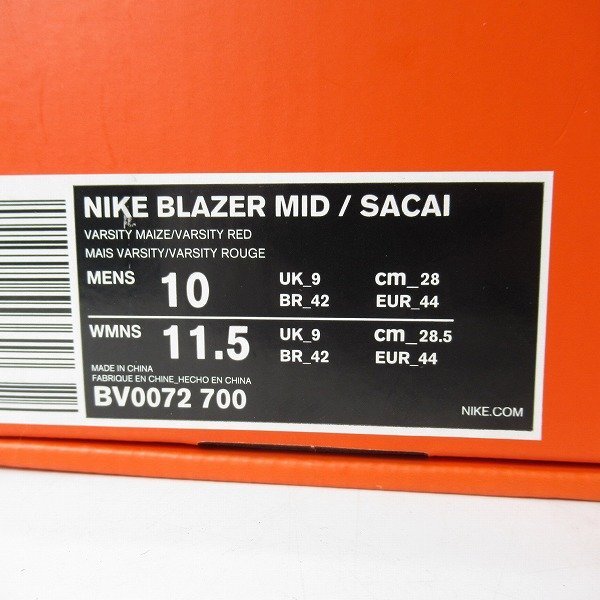 NIKE BLAZER MID / SACAI
VARSITY MAIZE/VARSITY RED
MAIS VARSITY/VARSITY ROUGE
MENS 10 UK_9 cm_28
BR_42 EUR_44
WMNS 11.5 UK_9 cm_28.5
BR_42 EUR_44
MADE IN CHINA
FABRIQUE EN CHINE_HECHO EN CHINA
BV0072 700
NIKE.COM